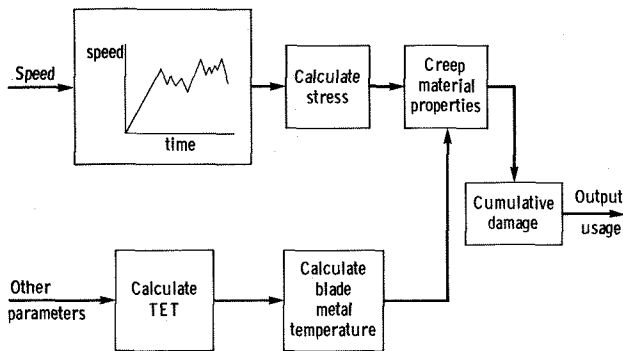 Speed
speed
time
Calculate
stress
Creep
material
properties
Cumulative
damage
Output
usage
Other
parameters
Calculate
TET
Calculate
blade
metal
temperature